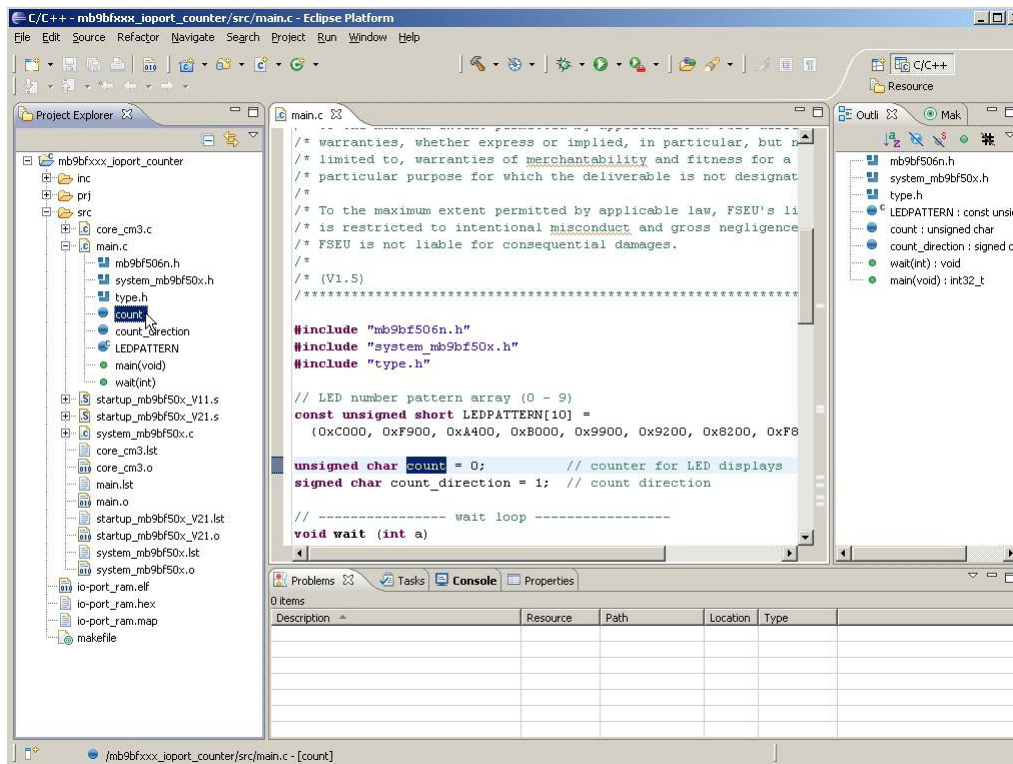 C/C++ - mb9bfxxx_ioport_counter/src/main.c - Eclipse Platform
File Edit Source Refactor Navigate Search Project Run Window Help
C/C++
Resource
Project Explorer
mb9bfxxx_ioport_counter
inc
prj
src
core_cm3.c
main.c
mb9bf506n.h
system_mb9bf50x.h
type.h
count
count_direction
LEDPATTERN
main(void)
wait(int)
startup_mb9bf50x_V11.s
startup_mb9bf50x_V21.s
system_mb9bf50x.c
core_cm3.lst
core_cm3.o
main.lst
main.o
startup_mb9bf50x_V21.lst
startup_mb9bf50x_V21.o
system_mb9bf50x.lst
system_mb9bf50x.o
io-port_ram.elf
io-port_ram.hex
io-port_ram.map
makefile
main.c
/* warranties, whether express or implied, in particular, but n
/* limited to, warranties of merchantability and fitness for a
/* particular purpose for which the deliverable is not designat
/*
/* To the maximum extent permitted by applicable law, FSEU's li
/* is restricted to intentional misconduct and gross negligence
/* FSEU is not liable for consequential damages.
/*
/* (V1.5)
/***************************************************************
#include "mb9bf506n.h"
#include "system_mb9bf50x.h"
#include "type.h"
// LED number pattern array (0 - 9)
const unsigned short LEDPATTERN[10] =
{0xC000, 0xF900, 0xA400, 0xB000, 0x9900, 0x9200, 0x8200, 0xF8
unsigned char count = 0; // counter for LED displays
signed char count_direction = 1; // count direction
// ---------------- wait loop -----------------
void wait (int a)
Outli Mak
mb9bf506n.h
system_mb9bf50x.h
type.h
LEDPATTERN : const unsi
count : unsigned char
count_direction : signed c
wait(int) : void
main(void) : int32_t
Problems Tasks Console Properties
0 items
Description Resource Path Location Type
/mb9bfxxx_ioport_counter/src/main.c - [count]